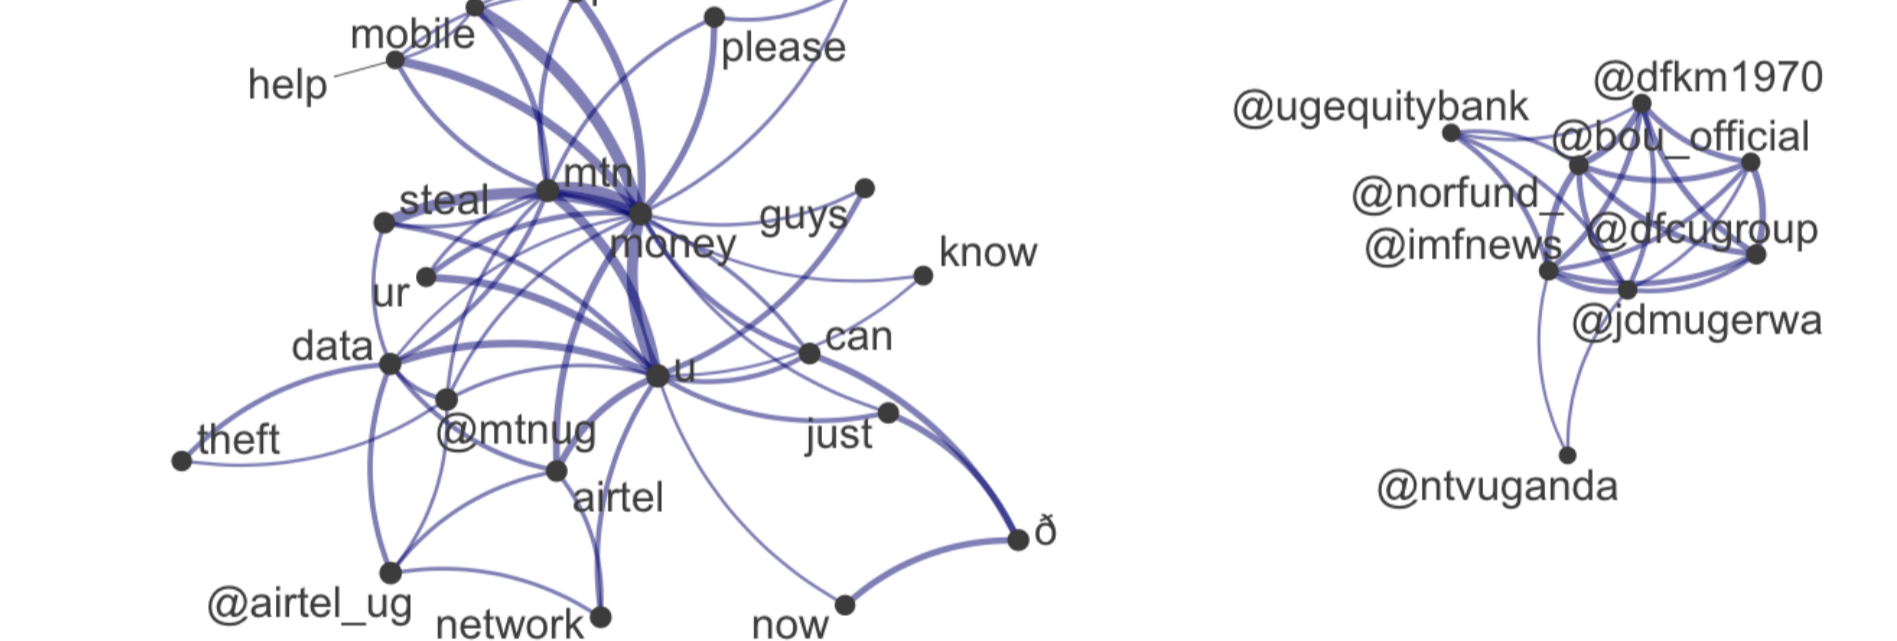 mobile
please
help
@dfkm1970
@ugequitybank
@bou_official
mtn
steal
@norfund_
guys
money
@dfcugroup
@imfnews
know
ur
@jdmugerwa
can
data
u
theft
@mtnug
just
@ntvuganda
airtel
ð
@airtel_ug
network
now